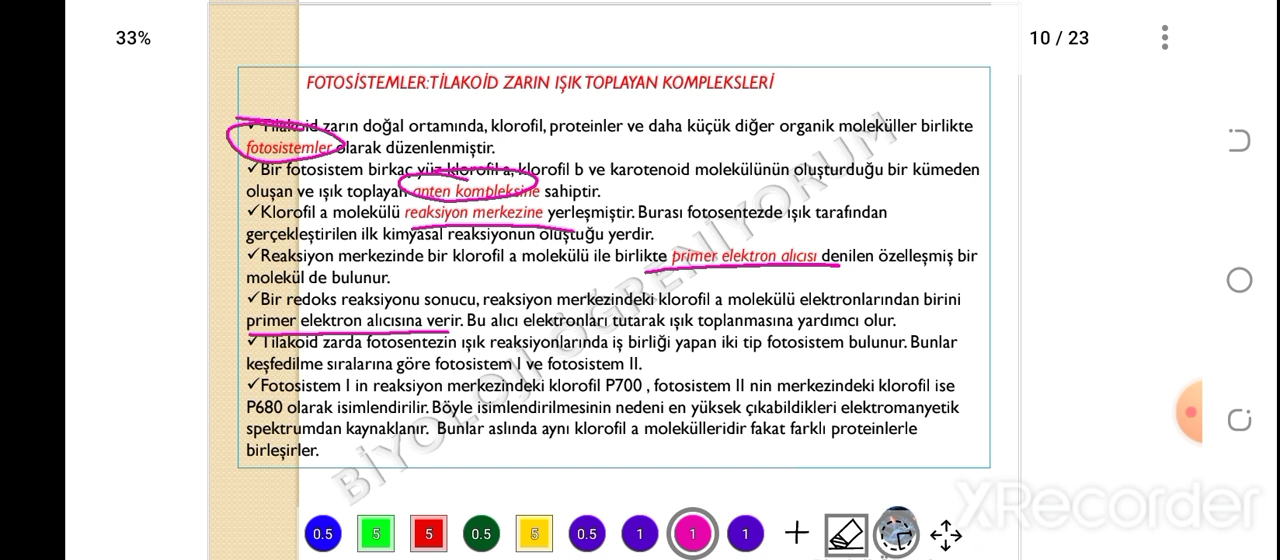 33%
10 / 23
FOTOSİSTEMLER:TİLAKOİD ZARIN IŞIK TOPLAYAN KOMPLEKSLERİ
✓Tilakoid zarın doğal ortamında, klorofil, proteinler ve daha küçük diğer organik moleküller birlikte
fotosistemler olarak düzenlenmiştir.
✓Bir fotosistem birkaç yüz klorofil a, klorofil b ve karotenoid molekülünün oluşturduğu bir kümeden
oluşan ve ışık toplayan anten kompleksine sahiptir.
✓Klorofil a molekülü reaksiyon merkezine yerleşmiştir. Burası fotosentezde ışık tarafından
gerçekleştirilen ilk kimyasal reaksiyonun oluştuğu yerdir.
✓Reaksiyon merkezinde bir klorofil a molekülü ile birlikte primer elektron alıcısı denilen özelleşmiş bir
molekül de bulunur.
✓Bir redoks reaksiyonu sonucu, reaksiyon merkezindeki klorofil a molekülü elektronlarından birini
primer elektron alıcısına verir. Bu alıcı elektronları tutarak ışık toplanmasına yardımcı olur.
✓Tilakoid zarda fotosentezin ışık reaksiyonlarında iş birliği yapan iki tip fotosistem bulunur. Bunlar
keşfedilme sıralarına göre fotosistem I ve fotosistem II.
✓Fotosistem I in reaksiyon merkezindeki klorofil P700 , fotosistem II nin merkezindeki klorofil ise
P680 olarak isimlendirilir. Böyle isimlendirilmesinin nedeni en yüksek çıkabildikleri elektromanyetik
spektrumdan kaynaklanır. Bunlar aslında aynı klorofil a molekülleridir fakat farklı proteinlerle
birleşirler.
BİYOLOJİ ÖĞRENİYORUM
0.5 5 5 0.5 5 0.5 1 1 1
XRecorder